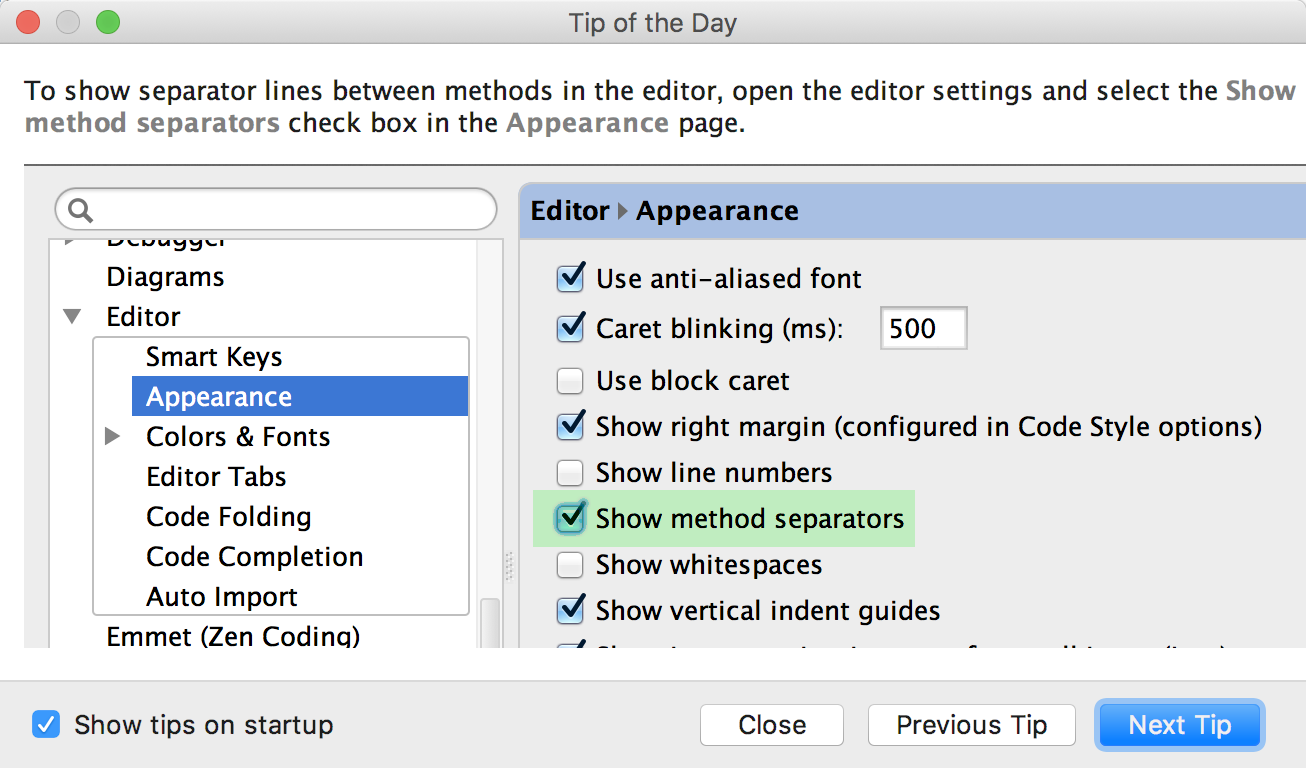 Tip of the Day
To show separator lines between methods in the editor, open the editor settings and select the Show
method separators check box in the Appearance page.
Debugger
Diagrams
Editor
Smart Keys
Appearance
Colors & Fonts
Editor Tabs
Code Folding
Code Completion
Auto Import
Emmet (Zen Coding)
Editor Appearance
Use anti-aliased font
Caret blinking (ms): 500
Use block caret
Show right margin (configured in Code Style options)
Show line numbers
Show method separators
Show whitespaces
Show vertical indent guides
Show tips on startup
Close
Previous Tip
Next Tip